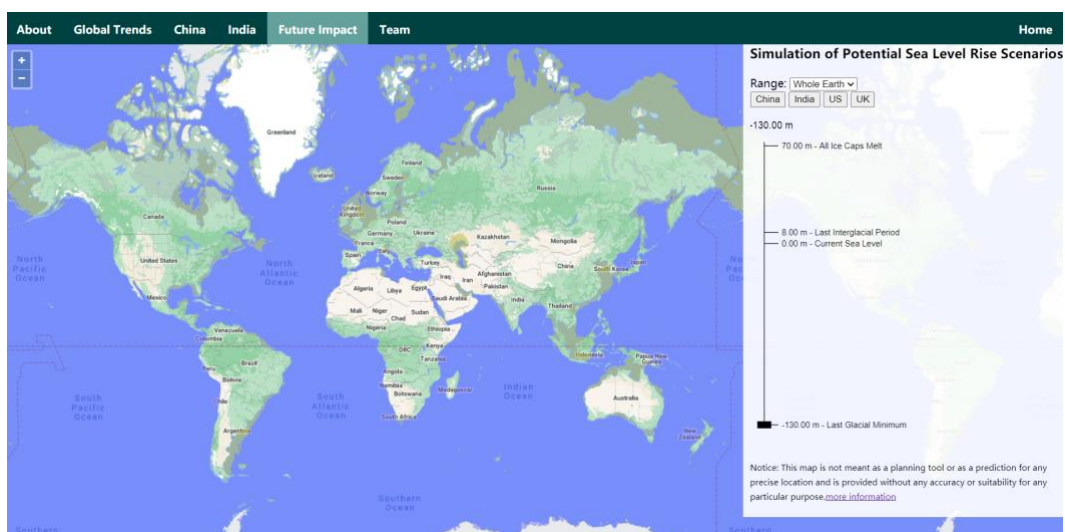 About Global Trends China India Future Impact Team Home
+
−
Simulation of Potential Sea Level Rise Scenarios
Range: Whole Earth
China India US UK
-130.00 m
70.00 m - All Ice Caps Melt
8.00 m - Last Interglacial Period
0.00 m - Current Sea Level
-130.00 m - Last Glacial Minimum
Notice: This map is not meant as a planning tool or as a prediction for any
precise location and is provided without any accuracy or suitability for any
particular purpose.more information
Greenland
Iceland
Finland
Sweden
Norway
Russia
United
Kingdom
Poland
Germany
Ukraine
France
Kazakhstan
Mongolia
Spain
Italy
Turkey
China
South Korea
Japan
Canada
United States
North
Pacific
Ocean
North
Atlantic
Ocean
Iraq
Iran
Afghanistan
Pakistan
Algeria
Libya
Egypt
Saudi Arabia
India
Thailand
Mexico
Mali
Niger
Chad
Sudan
Nigeria
Ethiopia
Venezuela
Colombia
DRC
Kenya
Tanzania
Indonesia
Papua New
Guinea
Peru
Brazil
Bolivia
Angola
Namibia
Botswana
Madagascar
Indian
Ocean
Australia
South
Pacific
Ocean
Chile
South
Atlantic
Ocean
South Africa
Argentina
New
Zealand
Southern
Ocean
Southern
Southern